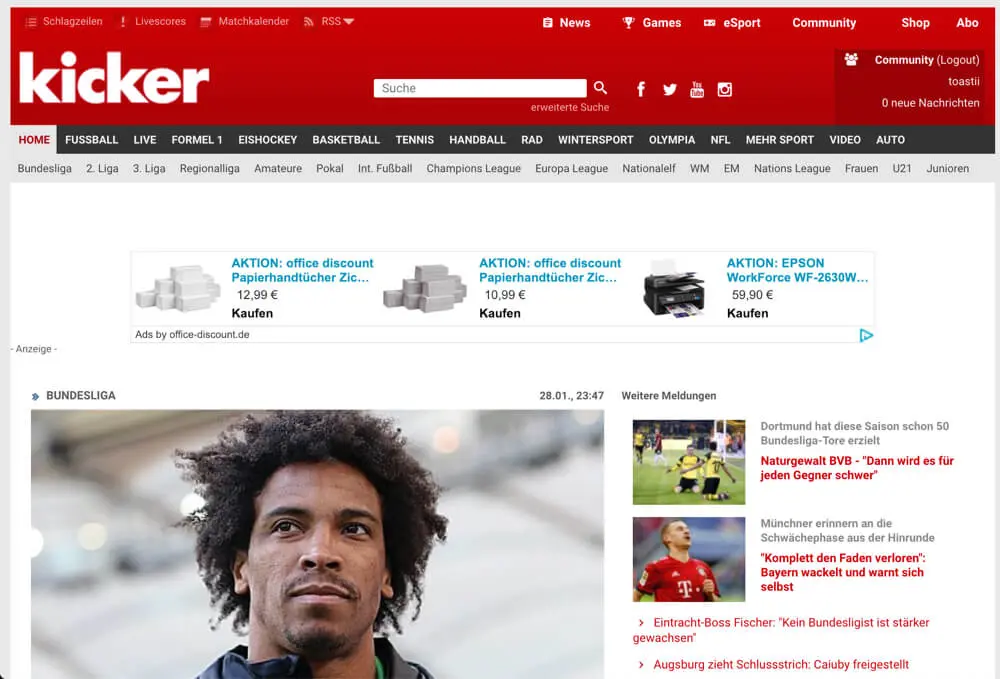 Schlagzeilen Livescores Matchkalender RSS News Games eSport Community Shop Abo
kicker
Community (Logout)
toastii
0 neue Nachrichten
Suche
You Tube
erweiterte Suche
HOME FUSSBALL LIVE FORMEL 1 EISHOCKEY BASKETBALL TENNIS HANDBALL RAD WINTERSPORT OLYMPIA NFL MEHR SPORT VIDEO AUTO
Bundesliga 2. Liga 3. Liga Regionalliga Amateure Pokal Int. Fußball Champions League Europa League Nationalelf WM EM Nations League Frauen U21 Junioren
AKTION: office discount
Papierhandtücher Zic...
12,99 €
Kaufen
AKTION: office discount
Papierhandtücher Zic...
10,99 €
Kaufen
AKTION: EPSON
WorkForce WF-2630W...
59,90 €
Kaufen
Ads by office-discount.de
- Anzeige -
BUNDESLIGA 28.01., 23:47
Weitere Meldungen
Dortmund hat diese Saison schon 50
Bundesliga-Tore erzielt
Naturgewalt BVB - "Dann wird es für
jeden Gegner schwer"
Münchner erinnern an die
Schwächephase aus der Hinrunde
"Komplett den Faden verloren":
Bayern wackelt und warnt sich
selbst
Eintracht-Boss Fischer: "Kein Bundesligist ist stärker
gewachsen"
Augsburg zieht Schlussstrich: Caiuby freigestellt